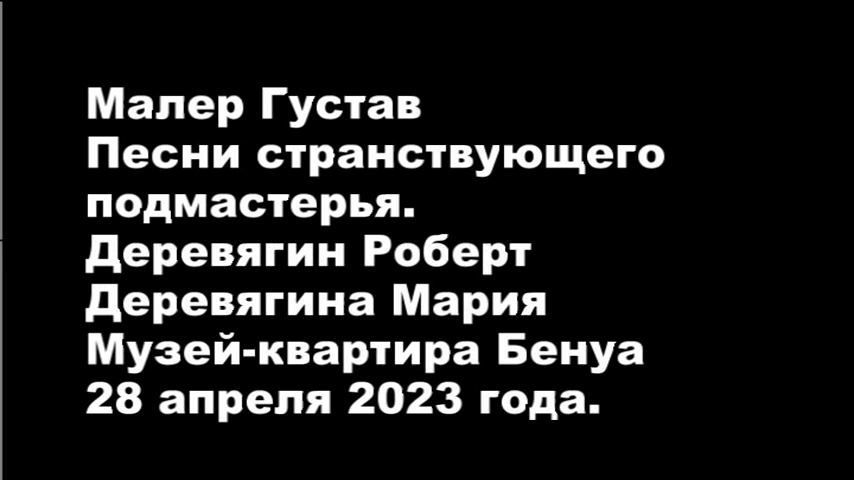 Малер Густав
Песни странствующего
подмастерья.
Деревягин Роберт
Деревягина Мария
Музей-квартира Бенуа
28 апреля 2023 года.